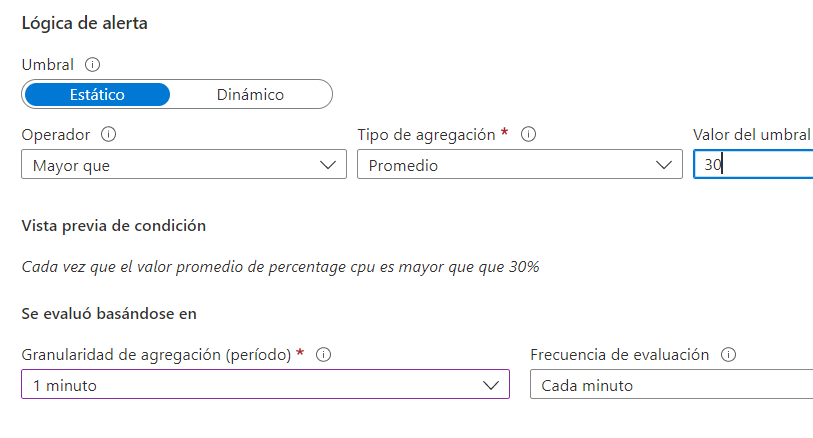 Lógica de alerta
Umbral
Estático Dinámico
Operador Tipo de agregación * Valor del umbral
Mayor que Promedio 30
Vista previa de condición
Cada vez que el valor promedio de percentage cpu es mayor que que 30%
Se evaluó basándose en
Granularidad de agregación (período) * Frecuencia de evaluación
1 minuto Cada minuto